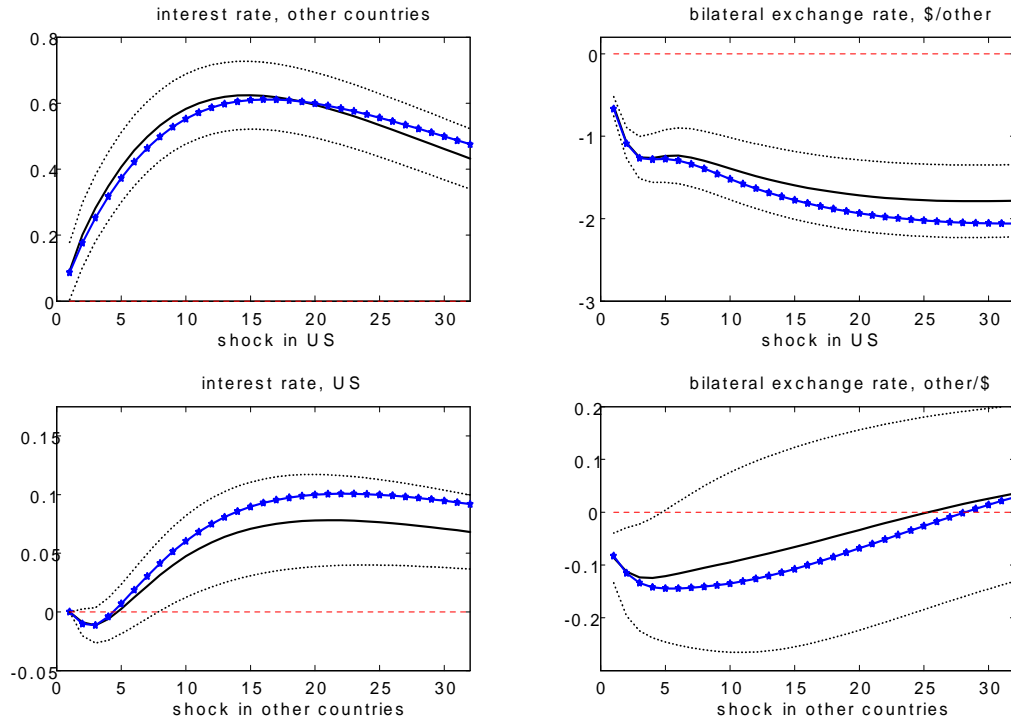 interest rate, other countries
0.8
0.6
0.4
0.2
0
0 5 10 15 20 25 30
shock in US
bilateral exchange rate, $/other
0
-1
-2
-3
0 5 10 15 20 25 30
shock in US
interest rate, US
0.15
0.1
0.05
0
-0.05
0 5 10 15 20 25 30
shock in other countries
bilateral exchange rate, other/$
0.2
0.1
0
-0.1
-0.2
0 5 10 15 20 25 30
shock in other countries